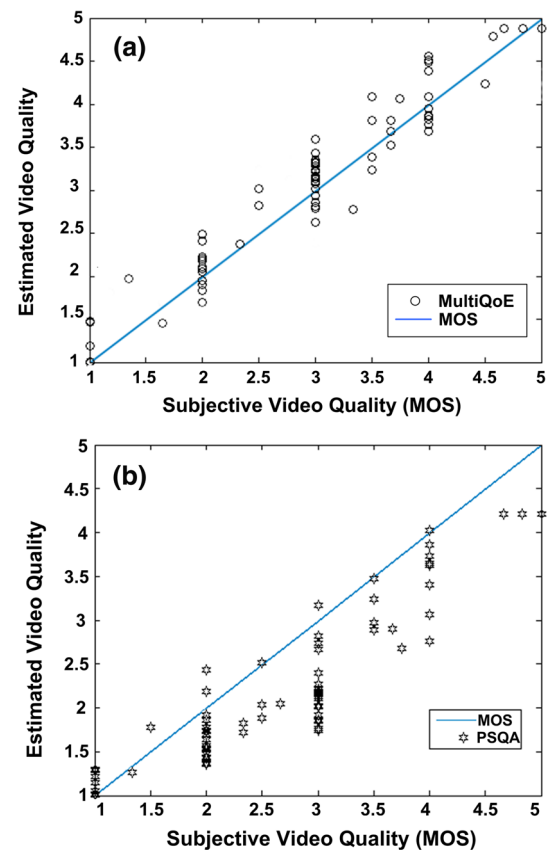 5
(a)
4.5
4
3.5
3
2.5
2
1.5
1
Estimated Video Quality
MultiQoE
MOS
1 1.5 2 2.5 3 3.5 4 4.5 5
Subjective Video Quality (MOS)
5
(b)
4.5
4
3.5
3
2.5
2
1.5
1
Estimated Video Quality
MOS
PSQA
1 1.5 2 2.5 3 3.5 4 4.5 5
Subjective Video Quality (MOS)